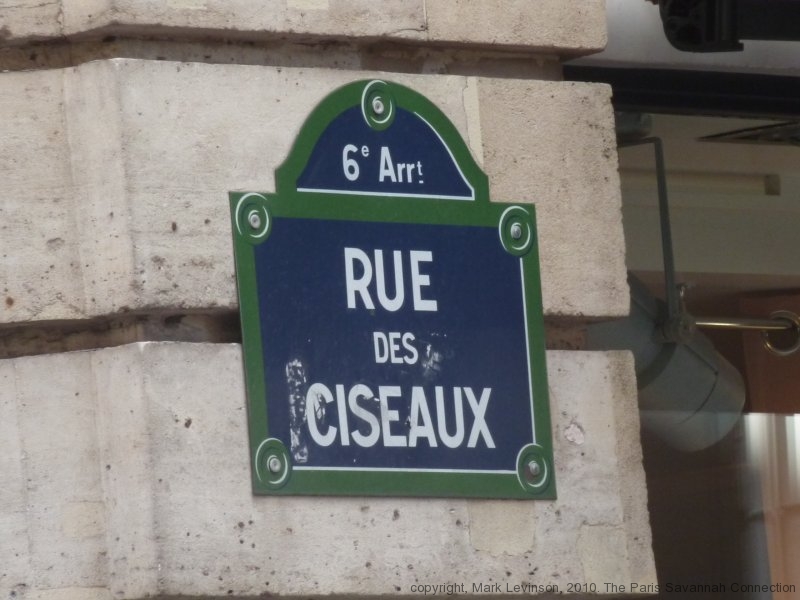 6e Arrt
RUE
DES
CISEAUX
copyright, Mark Levinson, 2010. The Paris Savannah Connection